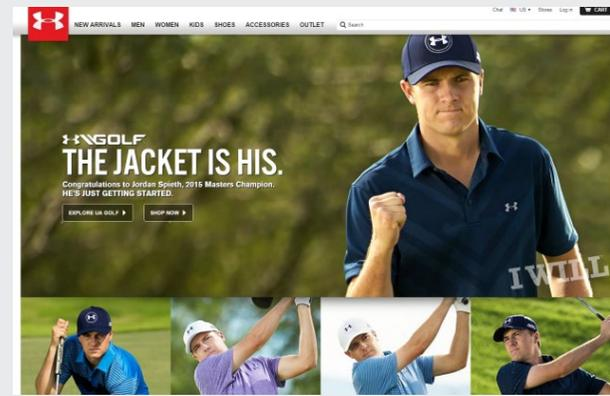 Chat US Stores Log In CART
NEW ARRIVALS MEN WOMEN KIDS SHOES ACCESSORIES OUTLET Search
GOLF
THE JACKET IS HIS.
Congratulations to Jordan Spieth, 2015 Masters Champion.
HE'S JUST GETTING STARTED.
EXPLORE UA GOLF SHOP NOW
I WILL